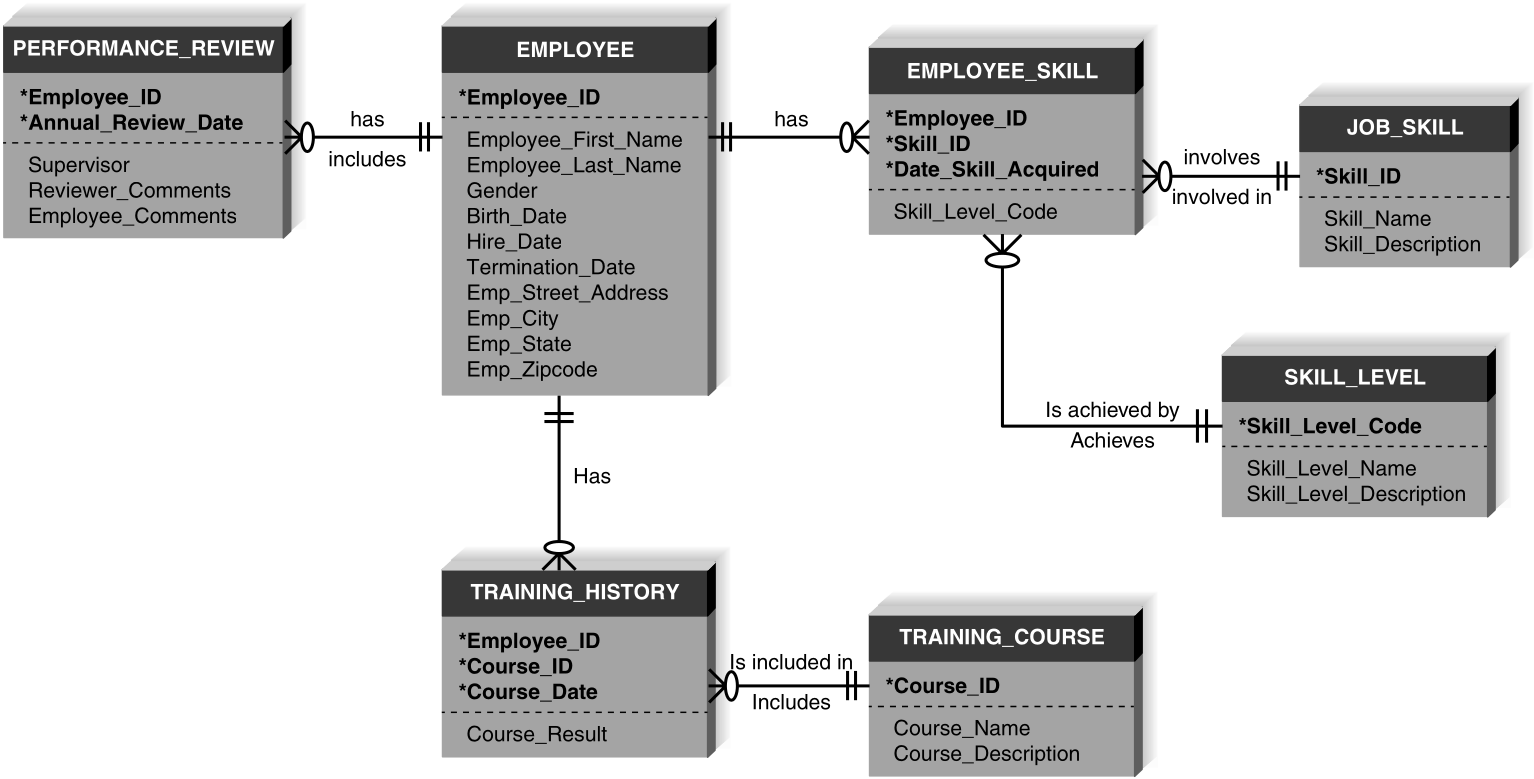 PERFORMANCE_REVIEW
*Employee_ID
*Annual_Review_Date
Supervisor
Reviewer_Comments
Employee_Comments
has
includes
EMPLOYEE
*Employee_ID
Employee_First_Name
Employee_Last_Name
Gender
Birth_Date
Hire_Date
Termination_Date
Emp_Street_Address
Emp_City
Emp_State
Emp_Zipcode
has
EMPLOYEE_SKILL
*Employee_ID
*Skill_ID
*Date_Skill_Acquired
Skill_Level_Code
involves
involved in
JOB_SKILL
*Skill_ID
Skill_Name
Skill_Description
Is achieved by
Achieves
SKILL_LEVEL
*Skill_Level_Code
Skill_Level_Name
Skill_Level_Description
Has
TRAINING_HISTORY
*Employee_ID
*Course_ID
*Course_Date
Course_Result
Is included in
Includes
TRAINING_COURSE
*Course_ID
Course_Name
Course_Description